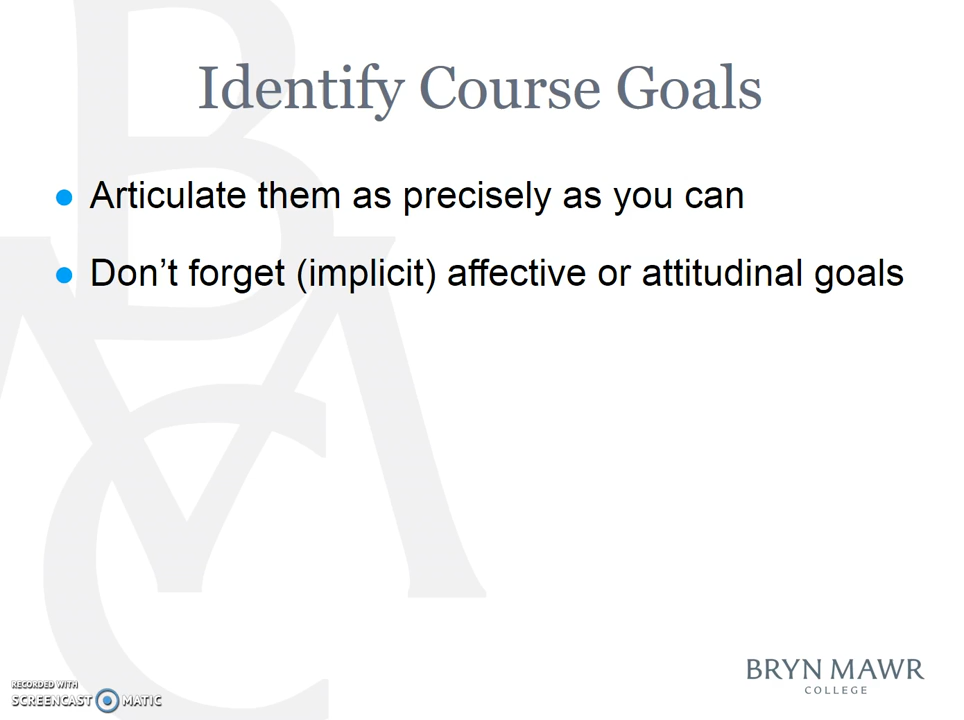 Identify Course Goals
Articulate them as precisely as you can
Don’t forget (implicit) affective or attitudinal goals
BRYN MAWR
COLLEGE
RECORDED WITH
SCREENCAST MATIC